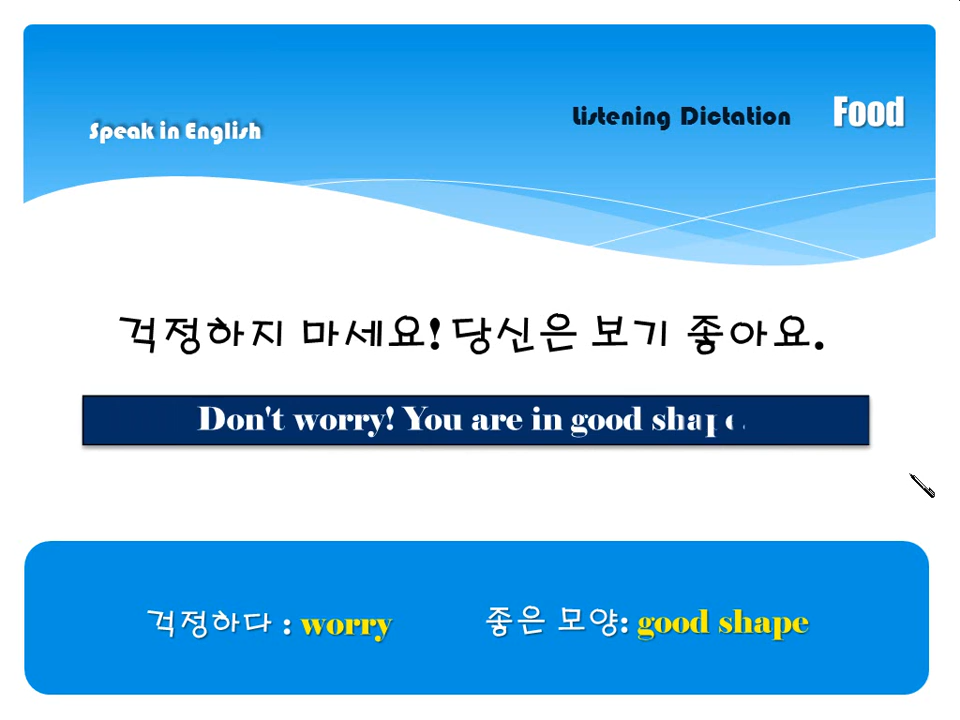 Speak in English
Listening Dictation
Food
걱정하지 마세요! 당신은 보기 좋아요.
Don't worry! You are in good shape.
걱정하다 : worry
좋은 모양: good shape